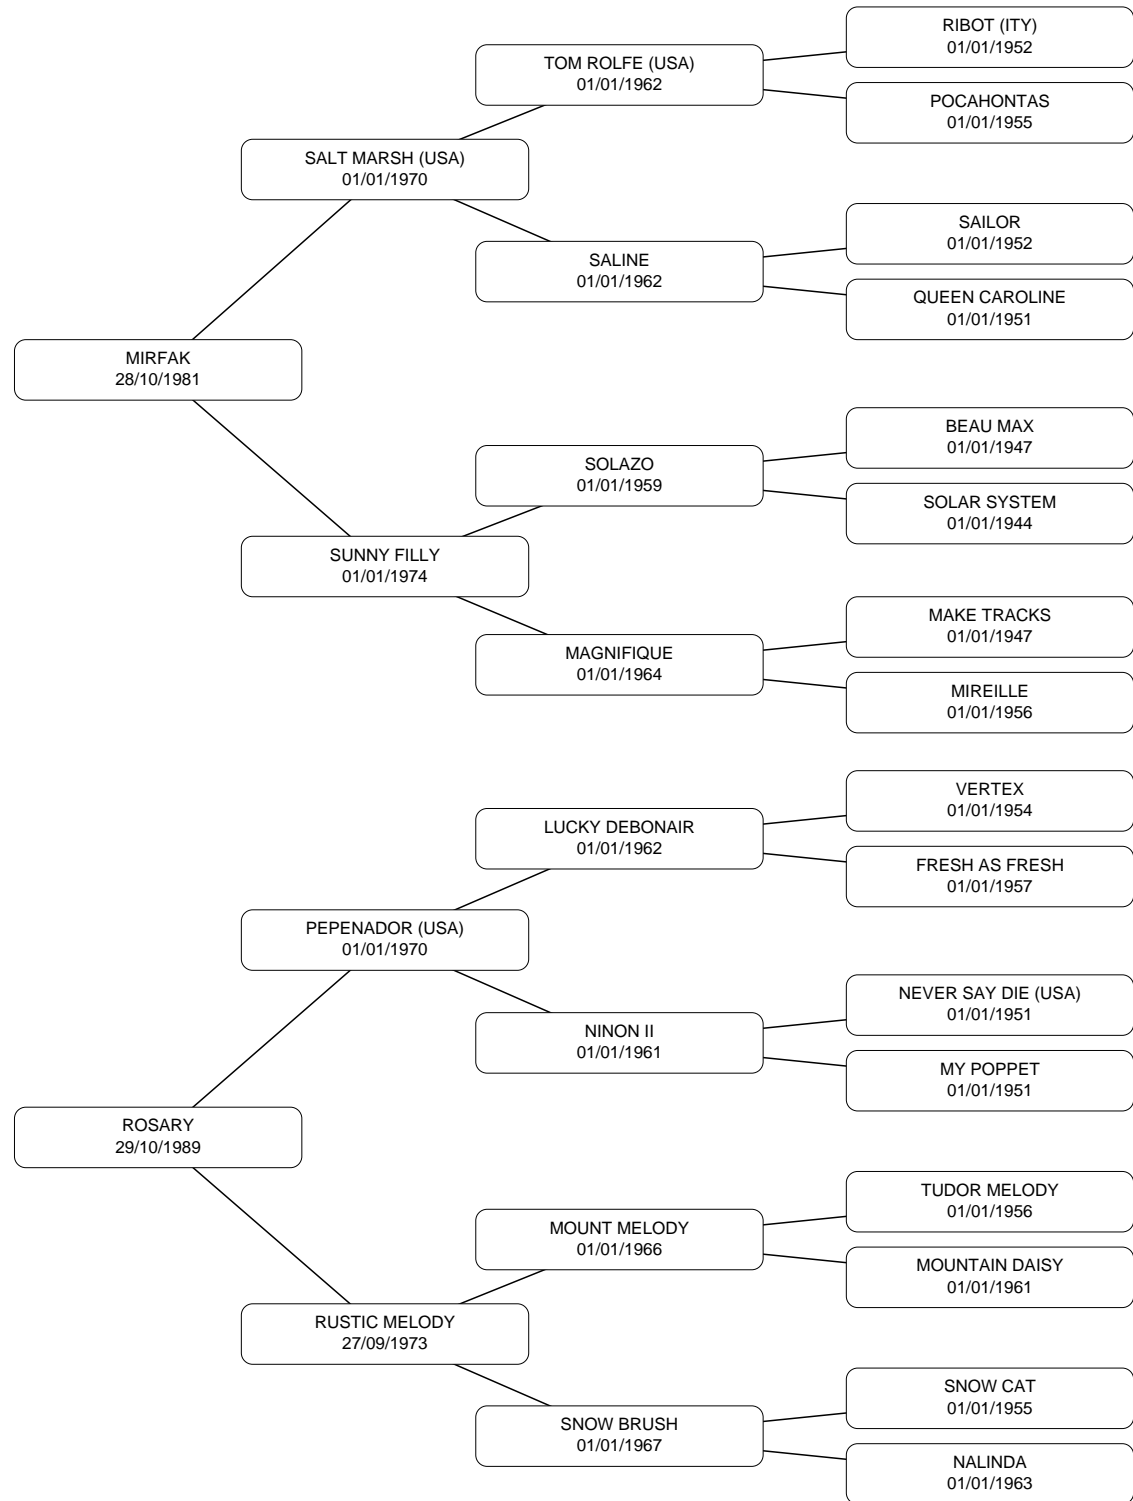 RIBOT (ITY)
01/01/1952
TOM ROLFE (USA)
01/01/1962
POCAHONTAS
01/01/1955
SALT MARSH (USA)
01/01/1970
SAILOR
01/01/1952
SALINE
01/01/1962
QUEEN CAROLINE
01/01/1951
MIRFAK
28/10/1981
BEAU MAX
01/01/1947
SOLAZO
01/01/1959
SOLAR SYSTEM
01/01/1944
SUNNY FILLY
01/01/1974
MAKE TRACKS
01/01/1947
MAGNIFIQUE
01/01/1964
MIREILLE
01/01/1956
VERTEX
01/01/1954
LUCKY DEBONAIR
01/01/1962
FRESH AS FRESH
01/01/1957
PEPENADOR (USA)
01/01/1970
NEVER SAY DIE (USA)
01/01/1951
NINON II
01/01/1961
MY POPPET
01/01/1951
ROSARY
29/10/1989
TUDOR MELODY
01/01/1956
MOUNT MELODY
01/01/1966
MOUNTAIN DAISY
01/01/1961
RUSTIC MELODY
27/09/1973
SNOW CAT
01/01/1955
SNOW BRUSH
01/01/1967
NALINDA
01/01/1963